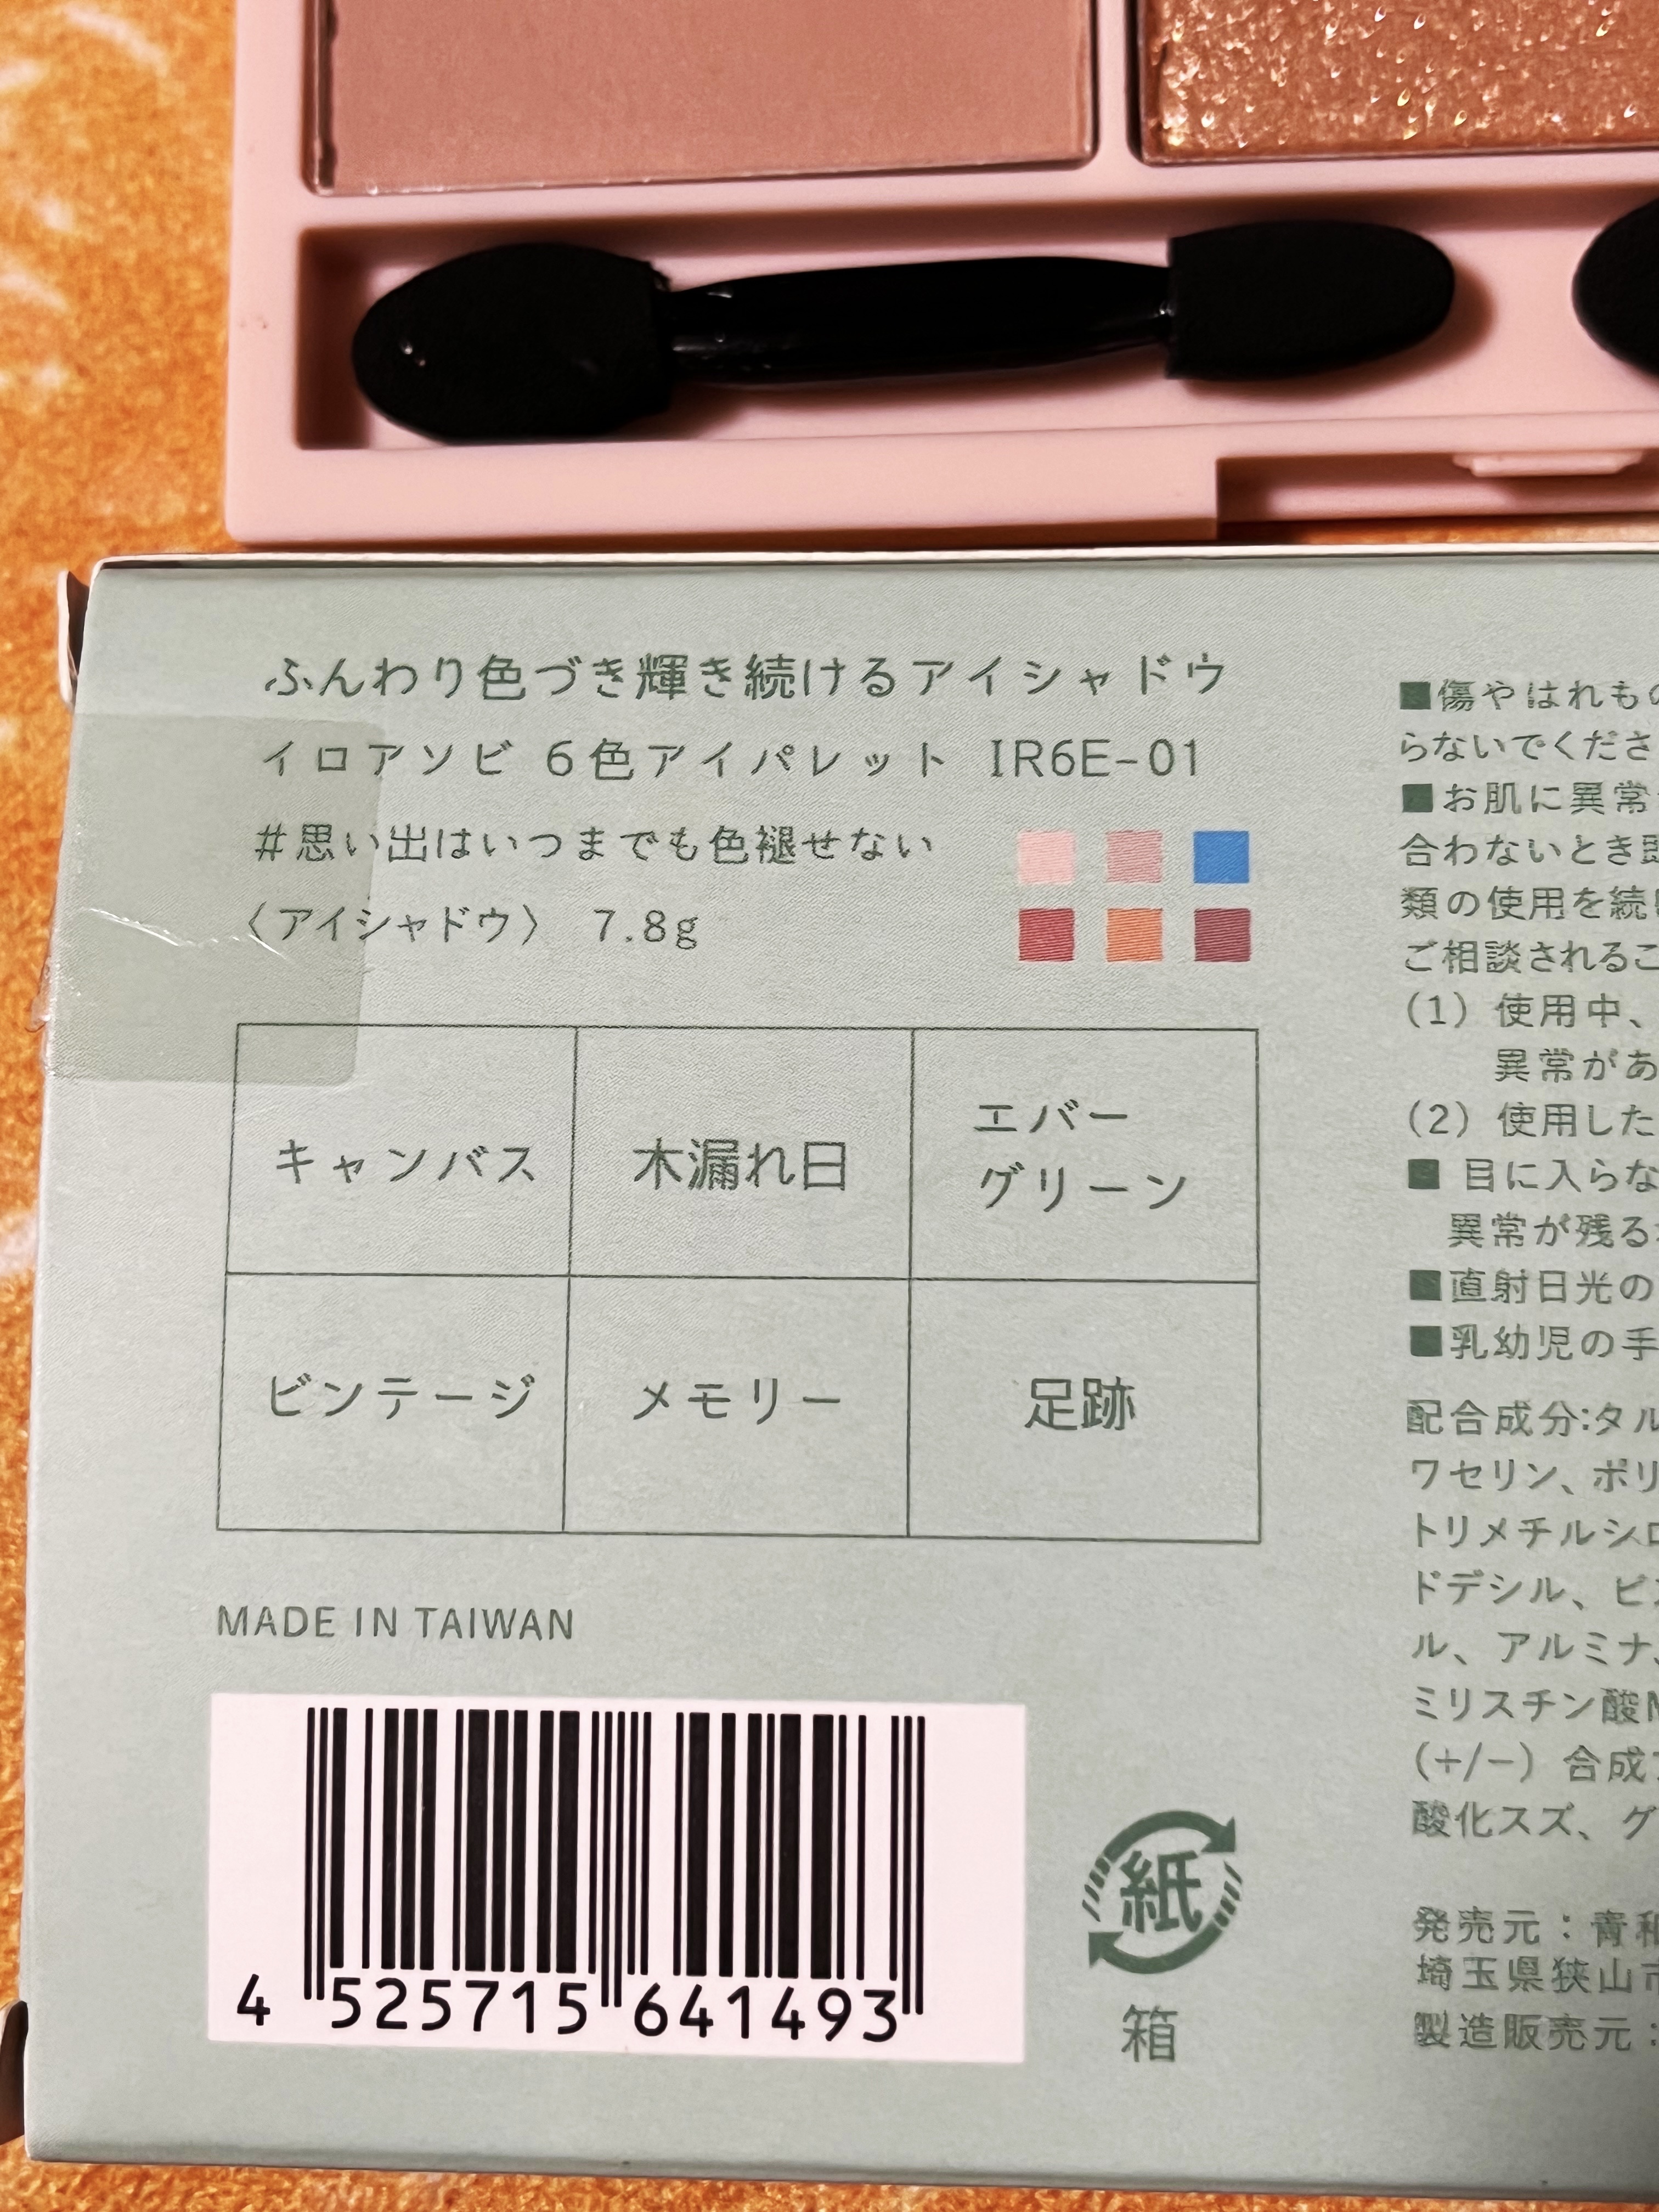 ふんわり色づき輝き続けるアイシャドウ
イロアソビ 6色アイパレット IR6E-01
#思い出はいつまでも色褪せない
〈アイシャドウ〉 7.8g
キャンバス
木漏れ日
エバー
グリーン
ビンテージ
メモリー
足跡
MADE IN TAIWAN
4 525715 641493
紙
箱
■傷やはれもの
らないでくださ
■お肌に異常
合わないとき即
類の使用を続け
ご相談されるこ
(1) 使用中、
異常があ
(2) 使用した
■ 目に入らな
異常が残る
■直射日光の
■乳幼児の手
配合成分:タル
ワセリン、ポリ
トリメチルシロ
ドデシル、ビス
ル、アルミナ、
ミリスチン酸M
(+/-) 合成フ
酸化スズ、グ
発売元:青和
埼玉県狭山市
製造販売元: